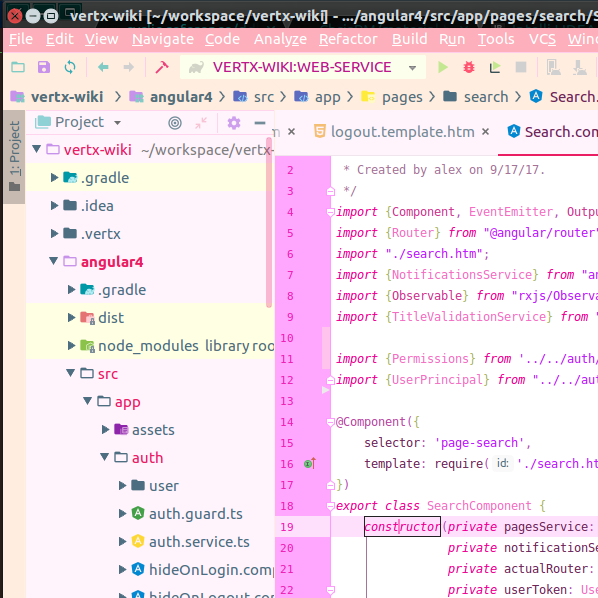 vertx-wiki [~/workspace/vertx-wiki] - .../angular4/src/app/pages/search/S
File Edit View Navigate Code Analyze Refactor Build Run Tools VCS Win
VERTX-WIKI:WEB-SERVICE
vertx-wiki angular4 src app pages search Search.
1: Project
Project
m × logout.template.htm × Search.com
vertx-wiki ~/workspace/vertx-
.gradle
.idea
.vertx
angular4
.gradle
dist
node_modules library roo
src
app
assets
auth
user
auth.guard.ts
auth.service.ts
hideOnLogin.comp
hideOnLogout.com
2 * Created by alex on 9/17/17.
3 */
4 import {Component, EventEmitter, Outpu
5 import {Router} from "@angular/router"
6 import "./search.htm";
7 import {NotificationsService} from "an
8 import {Observable} from "rxjs/Observa
9 import {TitleValidationService} from "
10
11 import {Permissions} from '../../auth/
12 import {UserPrincipal} from "../../aut
13
14 @Component({
15 selector: 'page-search',
16 template: require( id: './search.ht
17 })
18 export class SearchComponent {
19 constructor(private pagesService:
20 private notificationSe
21 private actualRouter:
22 private userToken: Use